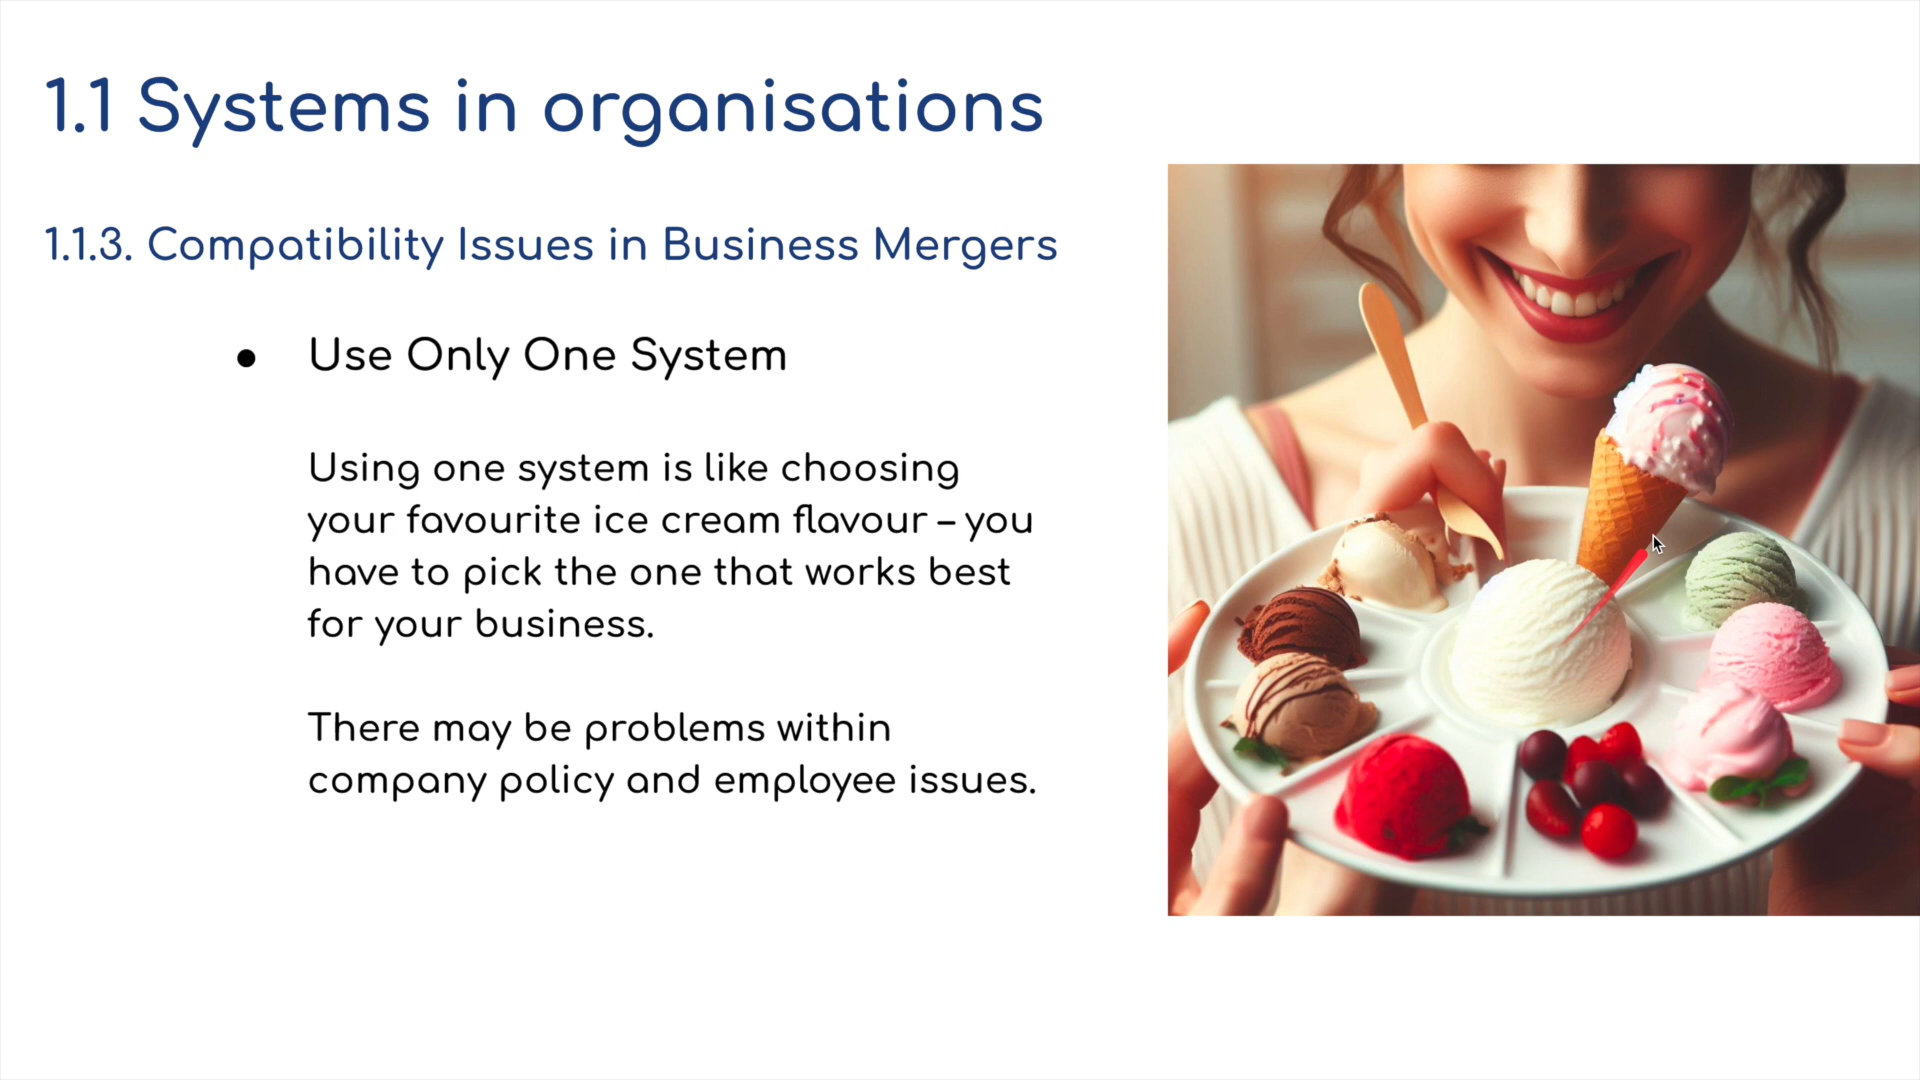 1.1 Systems in organisations
1.1.3. Compatibility Issues in Business Mergers
● Use Only One System
Using one system is like choosing
your favourite ice cream flavour – you
have to pick the one that works best
for your business.
There may be problems within
company policy and employee issues.